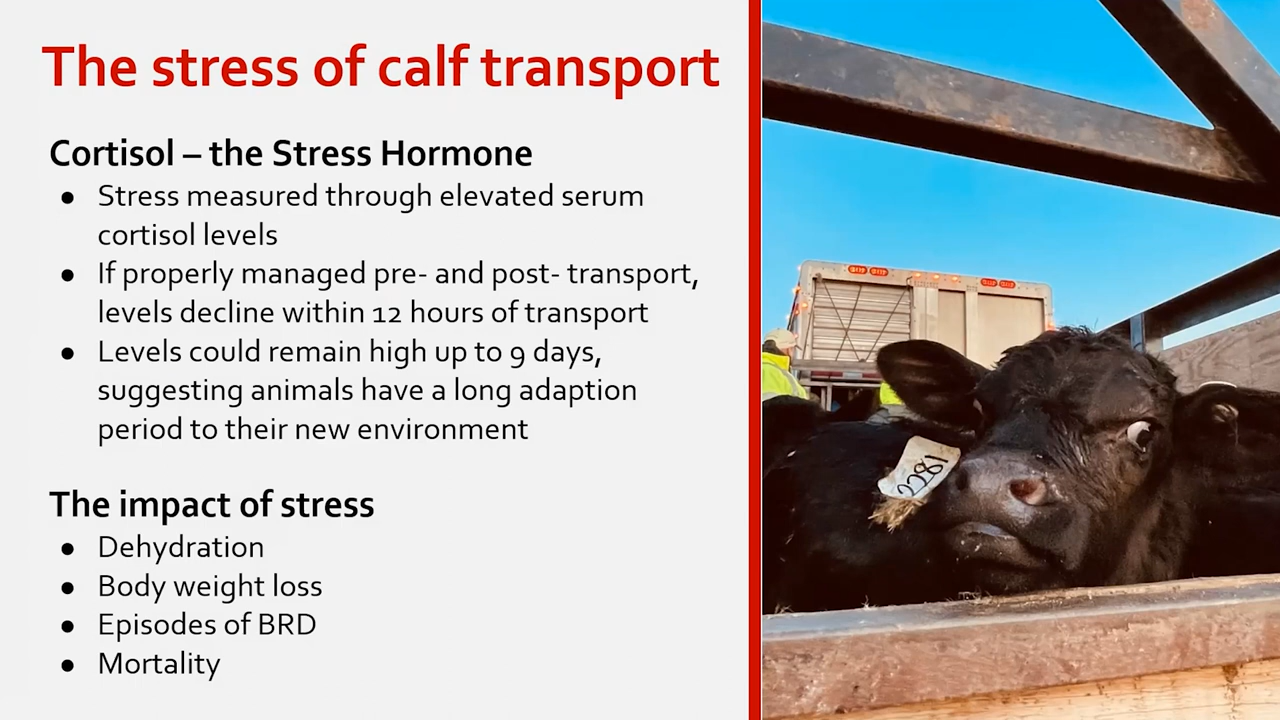 The stress of calf transport
Cortisol – the Stress Hormone
● Stress measured through elevated serum
cortisol levels
● If properly managed pre- and post- transport,
levels decline within 12 hours of transport
● Levels could remain high up to 9 days,
suggesting animals have a long adaption
period to their new environment
The impact of stress
● Dehydration
● Body weight loss
● Episodes of BRD
● Mortality
2281